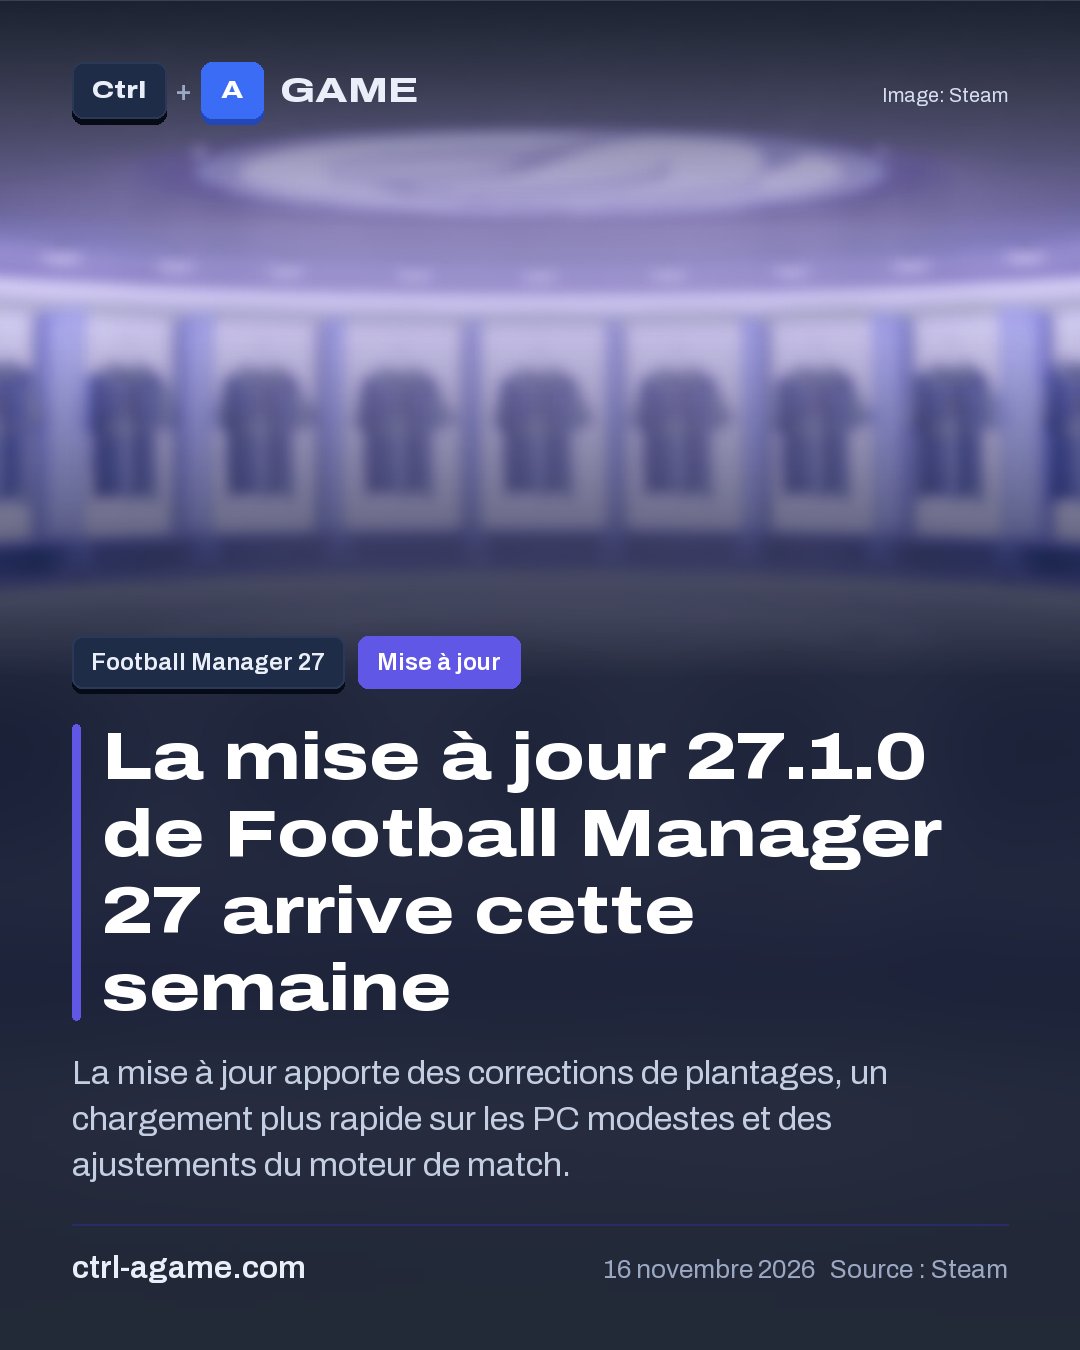 Ctrl + A GAME
Image: Steam
Football Manager 27
Mise à jour
La mise à jour 27.1.0
de Football Manager
27 arrive cette
semaine
La mise à jour apporte des corrections de plantages, un
chargement plus rapide sur les PC modestes et des
ajustements du moteur de match.
ctrl-agame.com
16 novembre 2026 Source : Steam